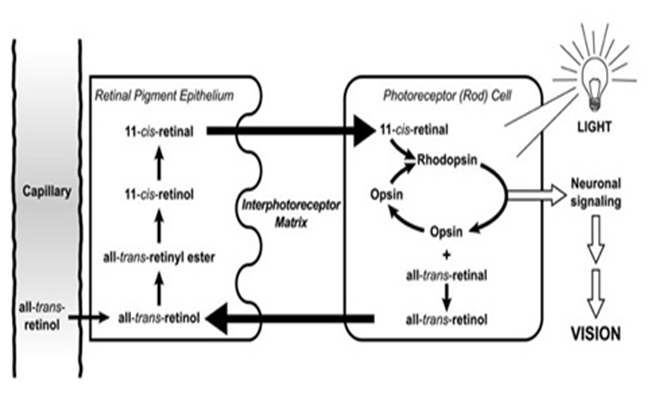 Retinal Pigment Epithelium
Photoreceptor (Rod) Cell
LIGHT
11-cis-retinal
11-cis-retinal
Rhodopsin
Capillary
11-cis-retinol
Opsin
Neuronal
signaling
Interphotoreceptor
Matrix
Opsin
+
all-trans-retinyl ester
all-trans-retinal
all-trans-
retinol
all-trans-retinol
all-trans-retinol
VISION